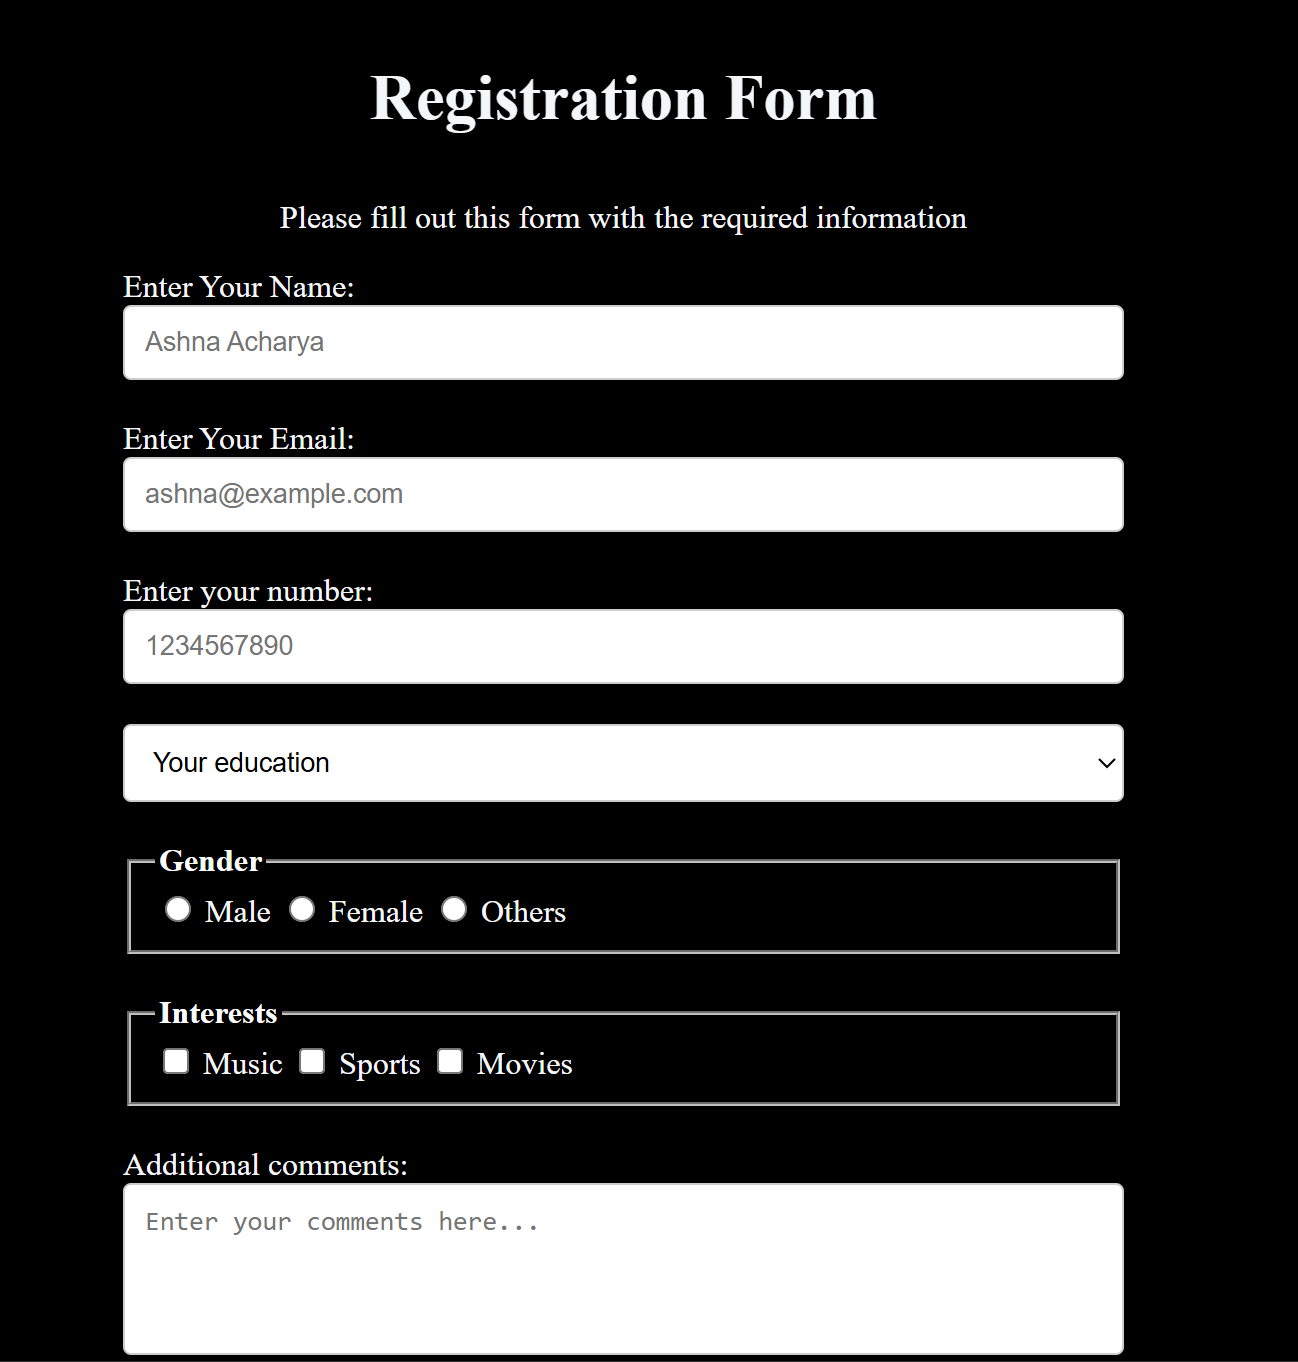 Registration Form
Please fill out this form with the required information
Enter Your Name:
Ashna Acharya
Enter Your Email:
ashna@example.com
Enter your number:
1234567890
Your education
Gender
Male Female Others
Interests
Music Sports Movies
Additional comments:
Enter your comments here...